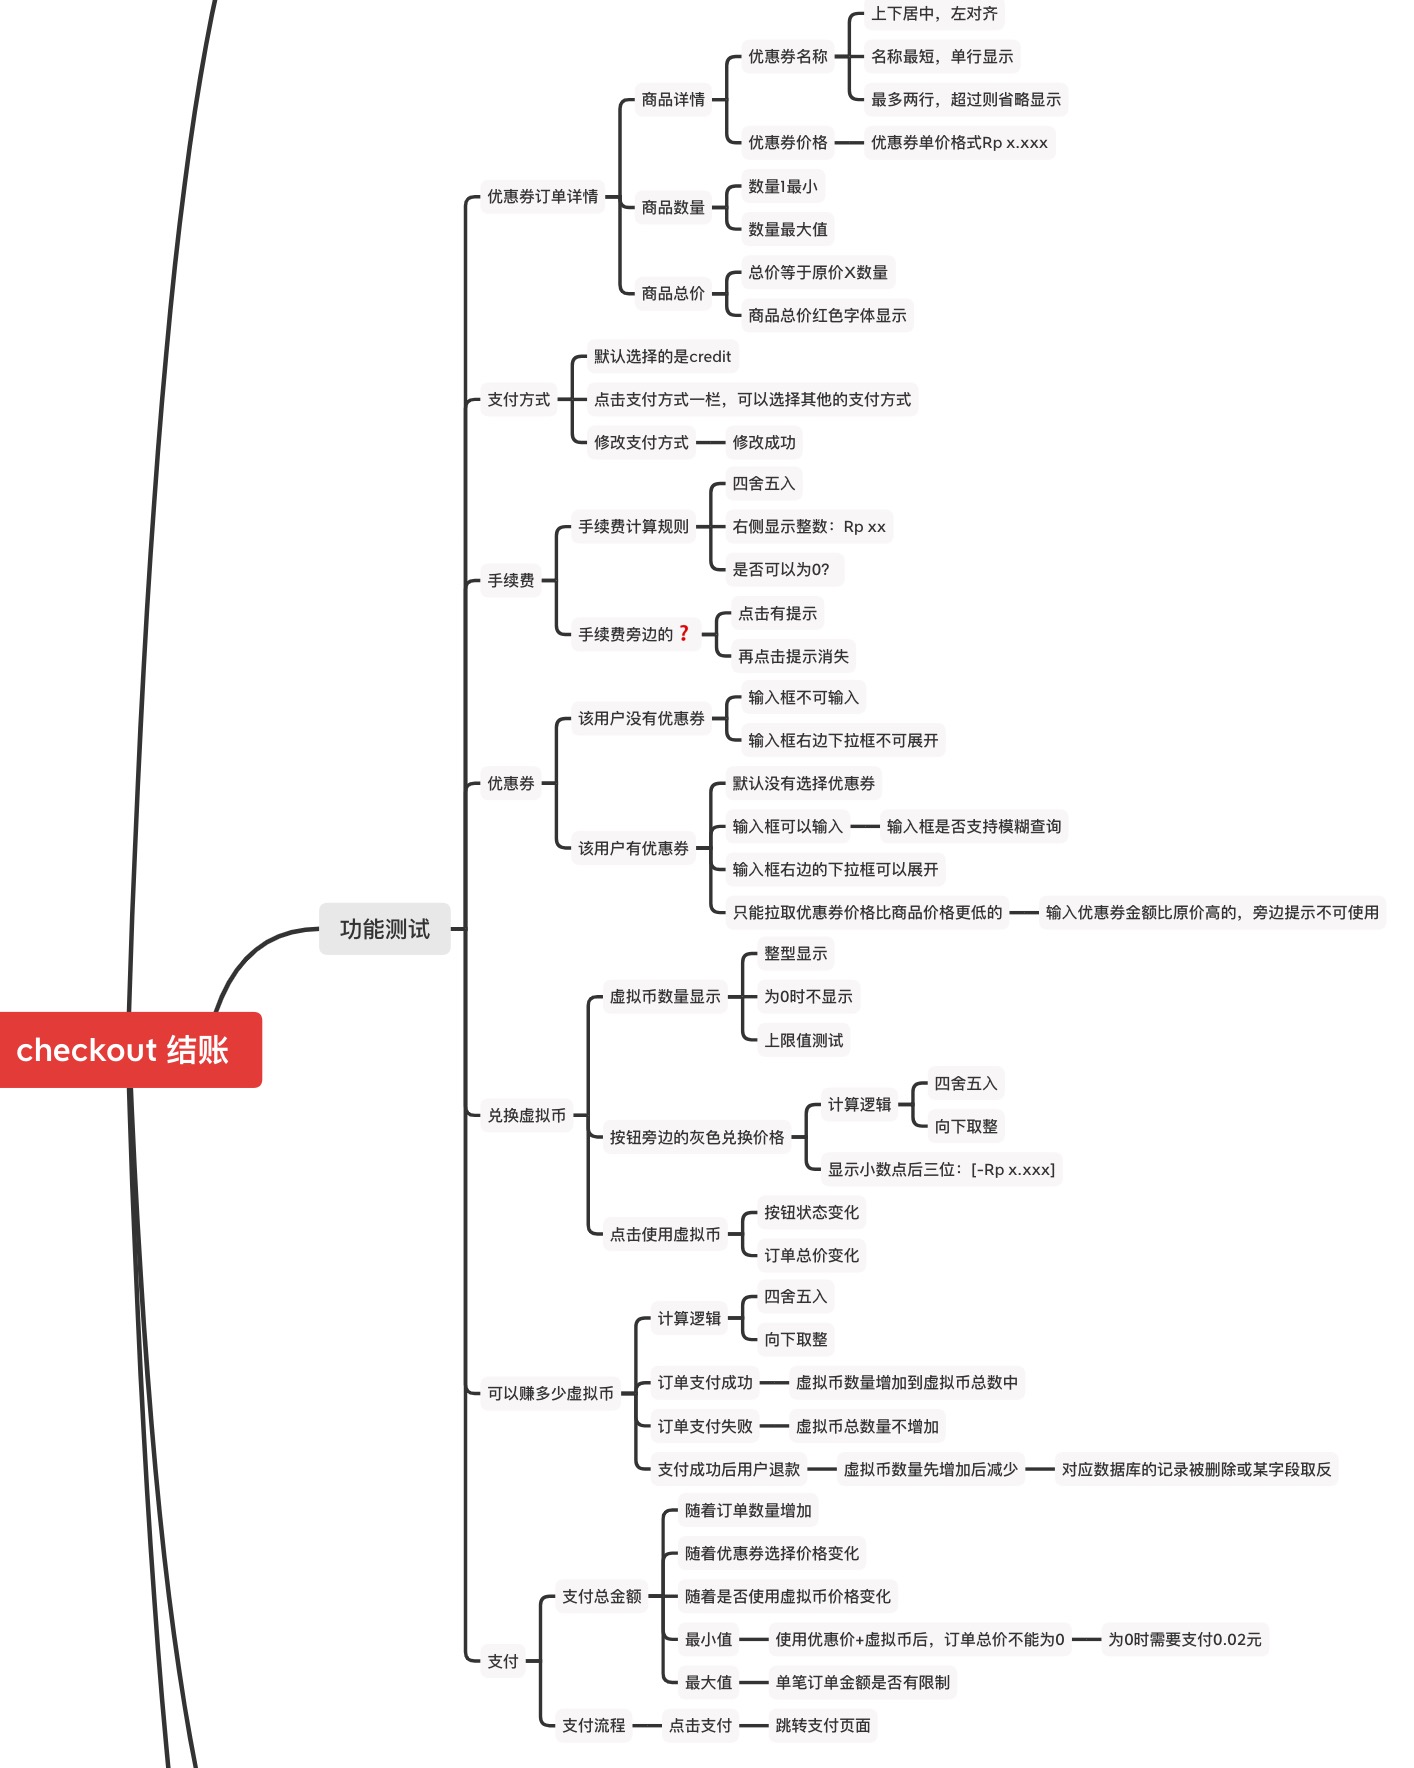 checkout 结账
功能测试
优惠券订单详情
商品详情
优惠券名称
上下居中，左对齐
名称最短，单行显示
最多两行，超过则省略显示
优惠券价格
优惠券单价格式Rp x.xxx
商品数量
数量1最小
数量最大值
商品总价
总价等于原价X数量
商品总价红色字体显示
支付方式
默认选择的是credit
点击支付方式一栏，可以选择其他的支付方式
修改支付方式
修改成功
手续费
手续费计算规则
四舍五入
右侧显示整数：Rp xx
是否可以为0？
手续费旁边的❓
点击有提示
再点击提示消失
优惠券
该用户没有优惠券
输入框不可输入
输入框右边下拉框不可展开
该用户有优惠券
默认没有选择优惠券
输入框可以输入
输入框是否支持模糊查询
输入框右边的下拉框可以展开
只能拉取优惠券价格比商品价格更低的
输入优惠券金额比原价高的，旁边提示不可使用
兑换虚拟币
虚拟币数量显示
整型显示
为0时不显示
上限值测试
按钮旁边的灰色兑换价格
计算逻辑
四舍五入
向下取整
显示小数点后三位：[-Rp x.xxx]
点击使用虚拟币
按钮状态变化
订单总价变化
可以赚多少虚拟币
计算逻辑
四舍五入
向下取整
订单支付成功
虚拟币数量增加到虚拟币总数中
订单支付失败
虚拟币总数量不增加
支付成功后用户退款
虚拟币数量先增加后减少
对应数据库的记录被删除或某字段取反
支付
支付总金额
随着订单数量增加
随着优惠券选择价格变化
随着是否使用虚拟币价格变化
最小值
使用优惠价+虚拟币后，订单总价不能为0
为0时需要支付0.02元
最大值
单笔订单金额是否有限制
支付流程
点击支付
跳转支付页面